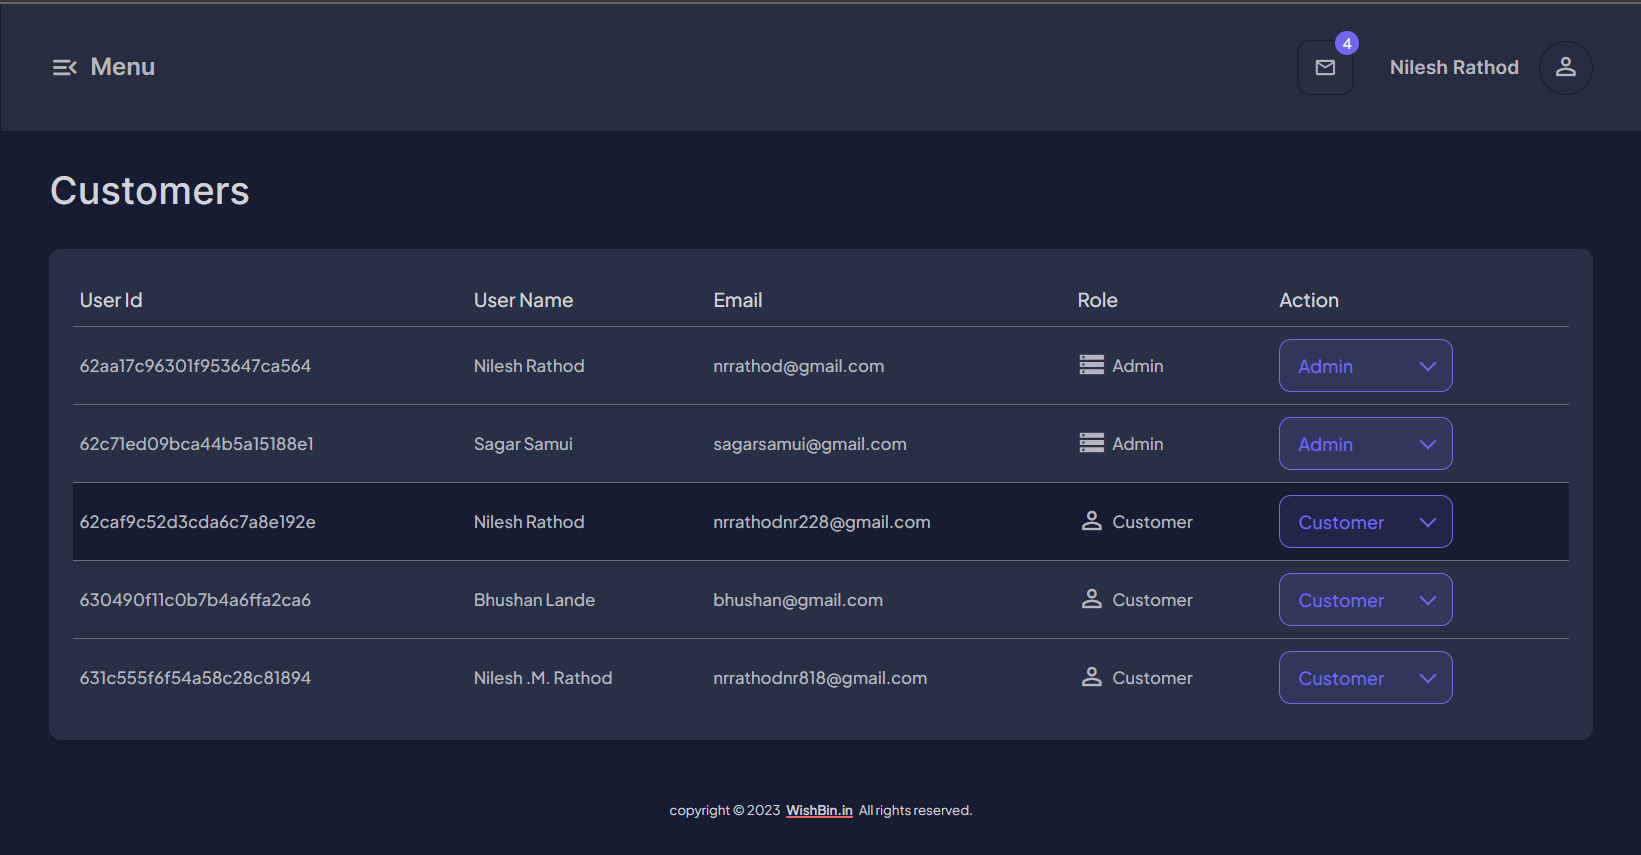 Menu
4
Nilesh Rathod
Customers
User Id User Name Email Role Action
62aa17c96301f953647ca564 Nilesh Rathod nrrathod@gmail.com Admin Admin
62c71ed09bca44b5a15188e1 Sagar Samui sagarsamui@gmail.com Admin Admin
62caf9c52d3cda6c7a8e192e Nilesh Rathod nrrathodnr228@gmail.com Customer Customer
630490f11c0b7b4a6ffa2ca6 Bhushan Lande bhushan@gmail.com Customer Customer
631c555f6f54a58c28c81894 Nilesh .M. Rathod nrrathodnr818@gmail.com Customer Customer
copyright © 2023 WishBin.in All rights reserved.